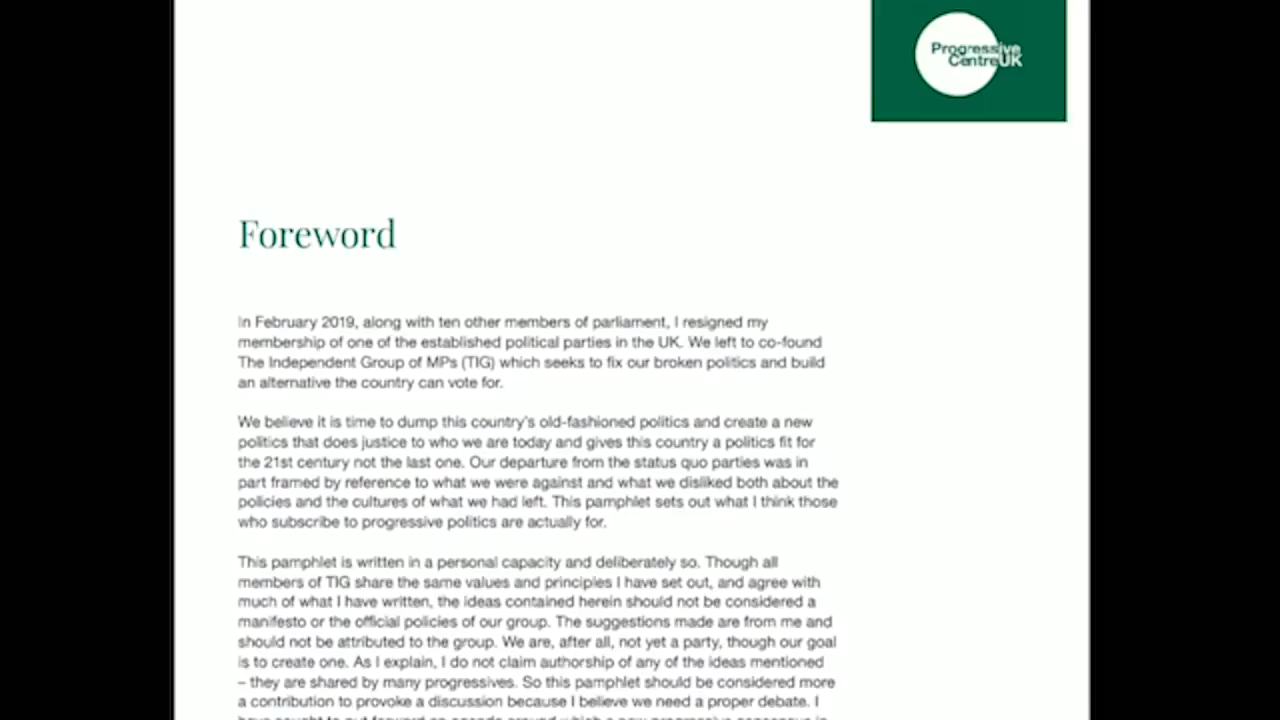 Progressive
CentreUK
Foreword
In February 2019, along with ten other members of parliament, I resigned my
membership of one of the established political parties in the UK. We left to co-found
The Independent Group of MPs (TIG) which seeks to fix our broken politics and build
an alternative the country can vote for.
We believe it is time to dump this country's old-fashioned politics and create a new
politics that does justice to who we are today and gives this country a politics fit for
the 21st century not the last one. Our departure from the status quo parties was in
part framed by reference to what we were against and what we disliked both about the
policies and the cultures of what we had left. This pamphlet sets out what I think those
who subscribe to progressive politics are actually for.
This pamphlet is written in a personal capacity and deliberately so. Though all
members of TIG share the same values and principles I have set out, and agree with
much of what I have written, the ideas contained herein should not be considered a
manifesto or the official policies of our group. The suggestions made are from me and
should not be attributed to the group. We are, after all, not yet a party, though our goal
is to create one. As I explain, I do not claim authorship of any of the ideas mentioned
– they are shared by many progressives. So this pamphlet should be considered more
a contribution to provoke a discussion because I believe we need a proper debate. I